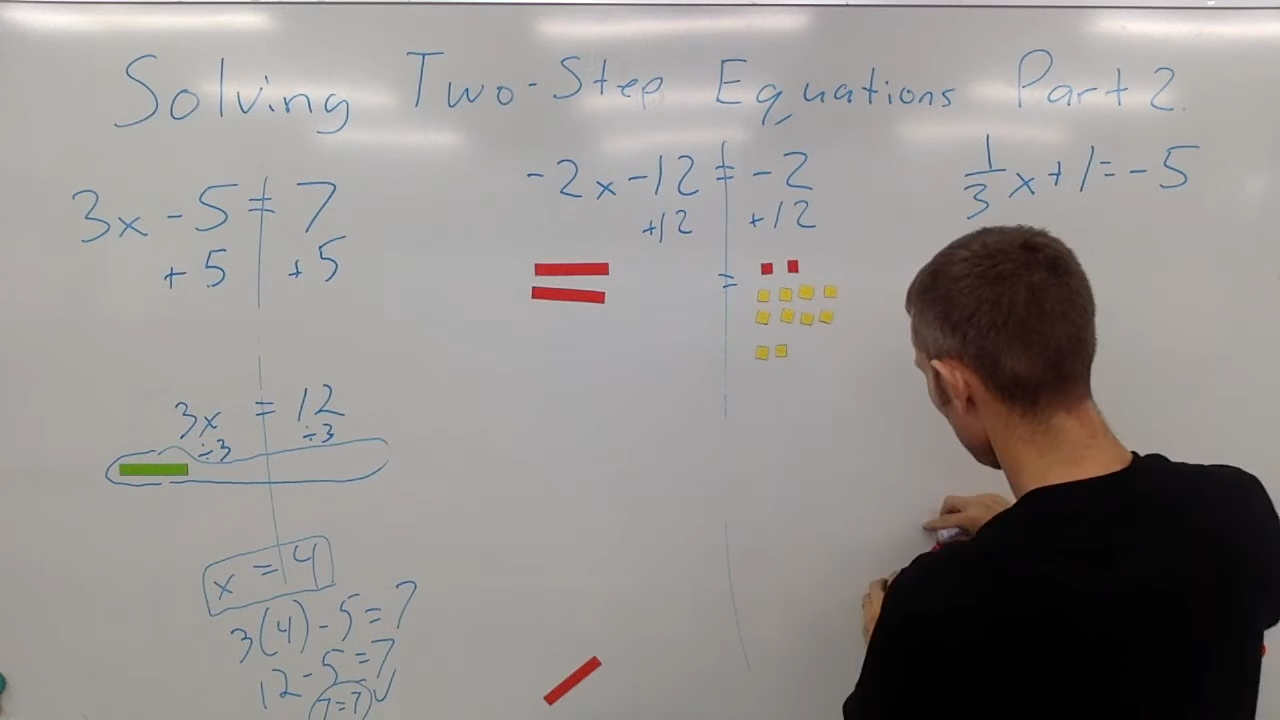 Solving Two-Step Equations Part 2.
3x - 5 = 7
+ 5 +5
3x = 12
÷3 ÷3
x = 4
3(4) - 5 = 7
12 - 5 = 7
7=7 ✓
-2x -12 = -2
+12 +12
=
1/3 x + 1 = -5